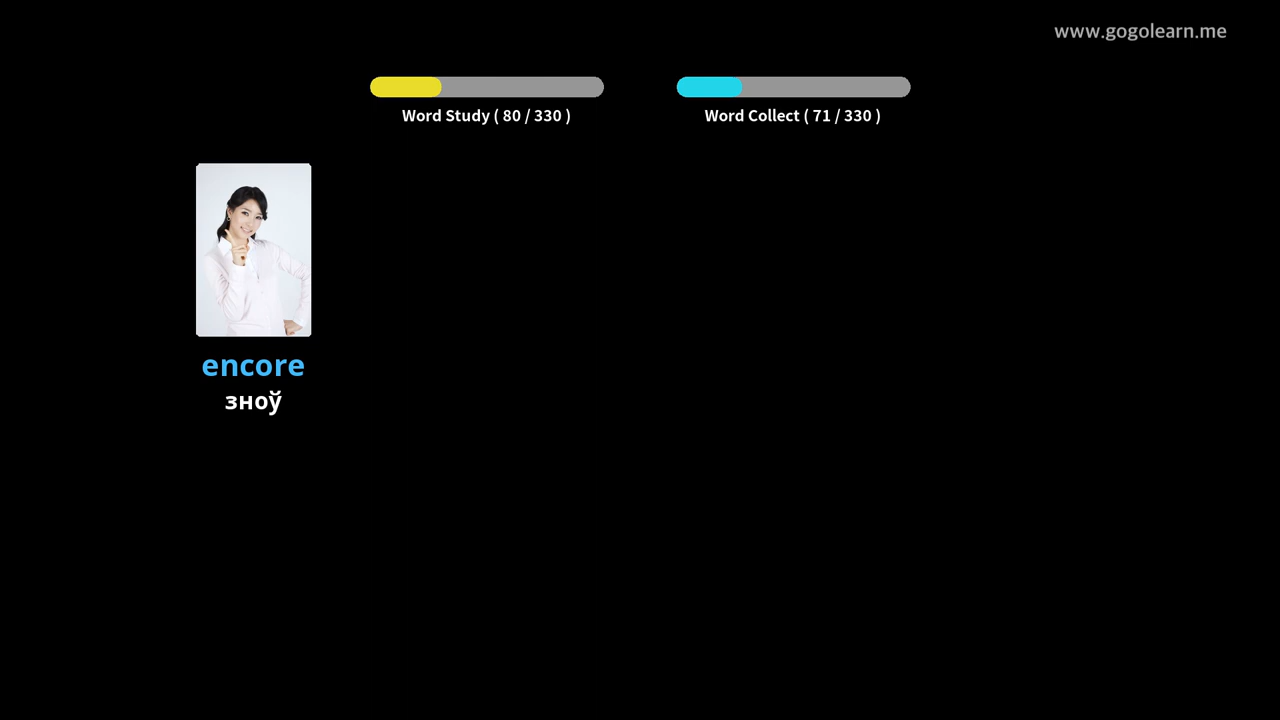 www.gogolearn.me
Word Study ( 80 / 330 )
Word Collect ( 71 / 330 )
encore
зноў